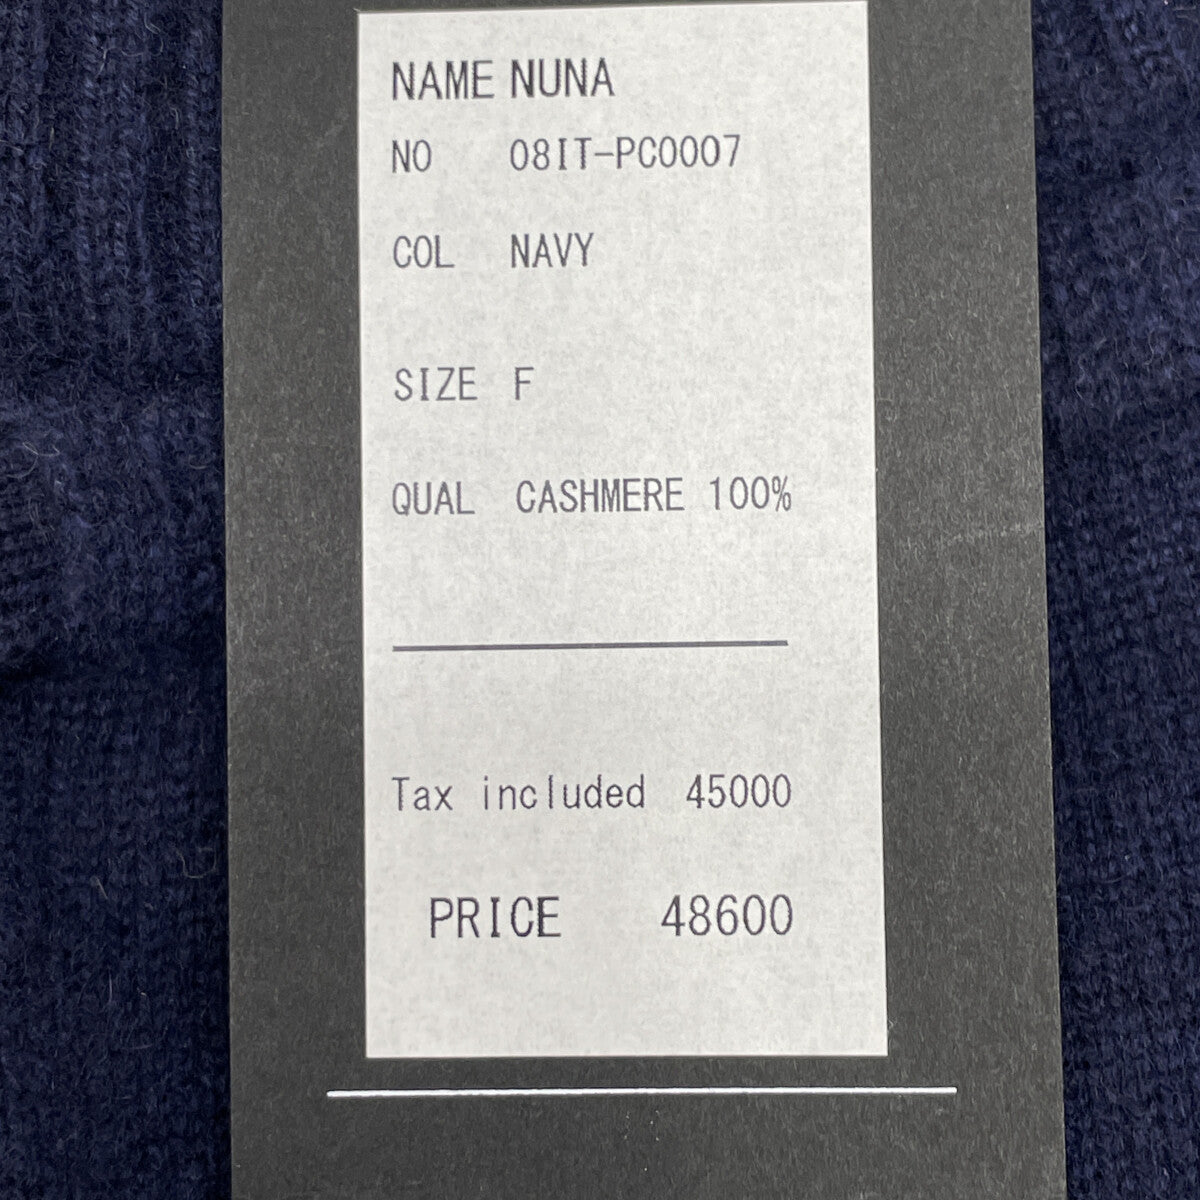 NAME NUNA
NO 08IT-PC0007
COL NAVY
SIZE F
QUAL CASHMERE 100%
Tax included 45000
PRICE 48600